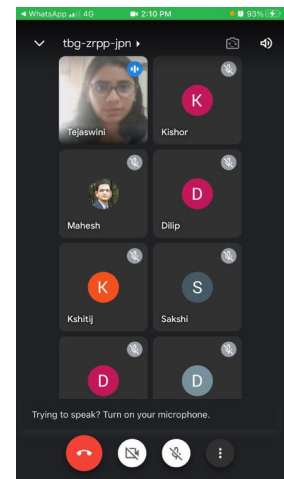 ◀ WhatsApp 4G 2:10 PM 93%
tbg-zrpp-jpn
Tejaswini
K
Kishor
Mahesh
D
Dilip
K
Kshitij
S
Sakshi
D
D
Trying to speak? Turn on your microphone.